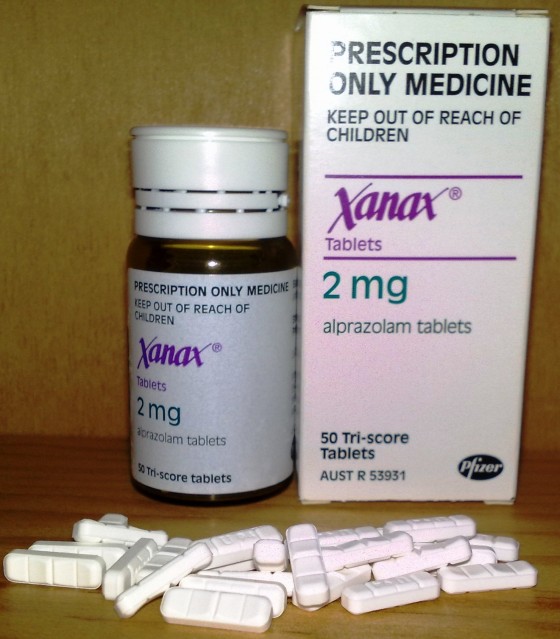 PRESCRIPTION
ONLY MEDICINE
KEEP OUT OF REACH OF
CHILDREN
Xanax®
Tablets
2 mg
alprazolam tablets
50 Tri-score
Tablets
AUST R 53931
Pfizer
PRESCRIPTION ONLY MEDICINE
KEEP OUT OF REACH OF
CHILDREN
Xanax®
Tablets
2 mg
alprazolam tablets
50 Tri-score tablets